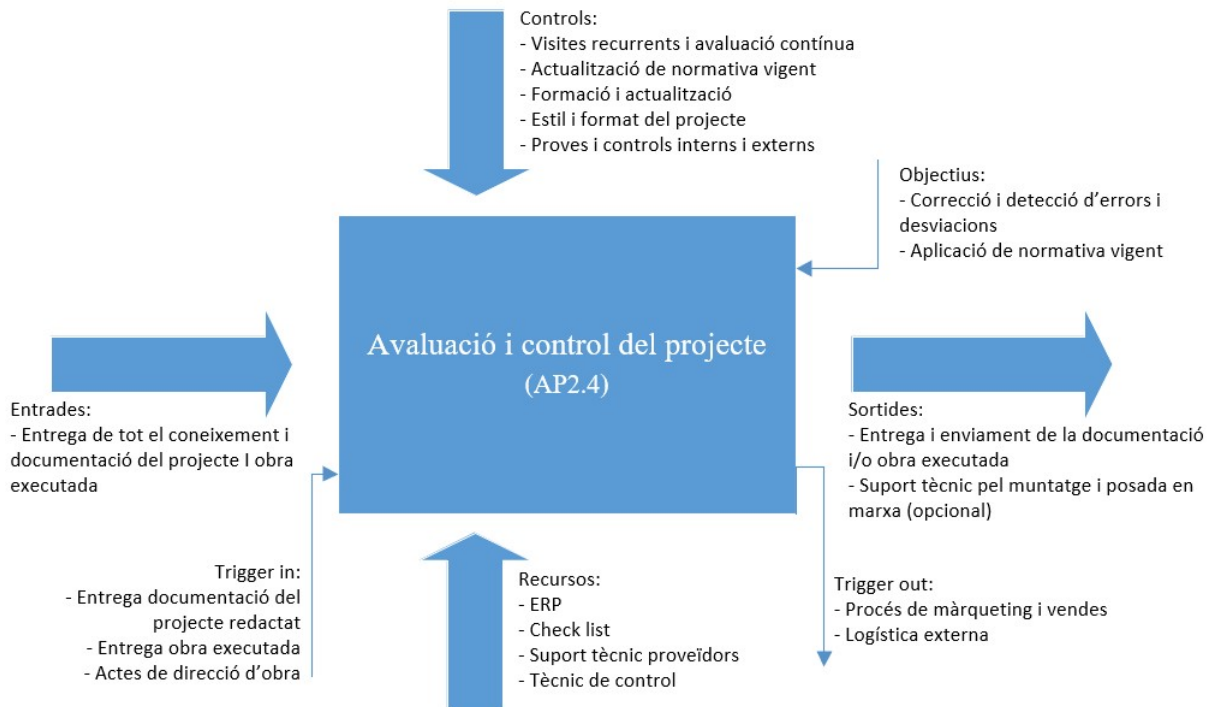 Controls:
- Visites recurrents i avaluació contínua
- Actualització de normativa vigent
- Formació i actualització
- Estil i format del projecte
- Proves i controls interns i externs
Objectius:
- Correcció i detecció d’errors i
desviacions
- Aplicació de normativa vigent
Avaluació i control del projecte
(AP2.4)
Entrades:
- Entrega de tot el coneixement i
documentació del projecte I obra
executada
Sortides:
- Entrega i enviament de la documentació
i/o obra executada
- Suport tècnic pel muntatge i posada en
marxa (opcional)
Trigger in:
- Entrega documentació del
projecte redactat
- Entrega obra executada
- Actes de direcció d’obra
Recursos:
- ERP
- Check list
- Suport tècnic proveïdors
- Tècnic de control
Trigger out:
- Procés de màrqueting i vendes
- Logística externa